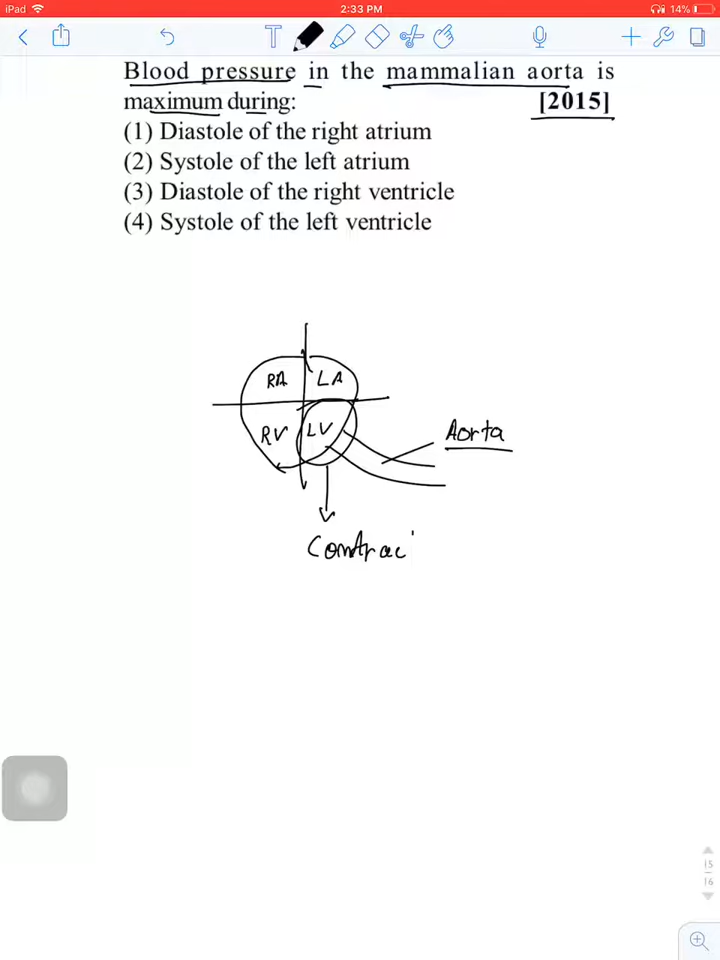 iPad 2:33 PM 14%
T
Blood pressure in the mammalian aorta is
maximum during: [2015]
(1) Diastole of the right atrium
(2) Systole of the left atrium
(3) Diastole of the right ventricle
(4) Systole of the left ventricle
RA LA
RV LV
Aorta
Contrac
15
16